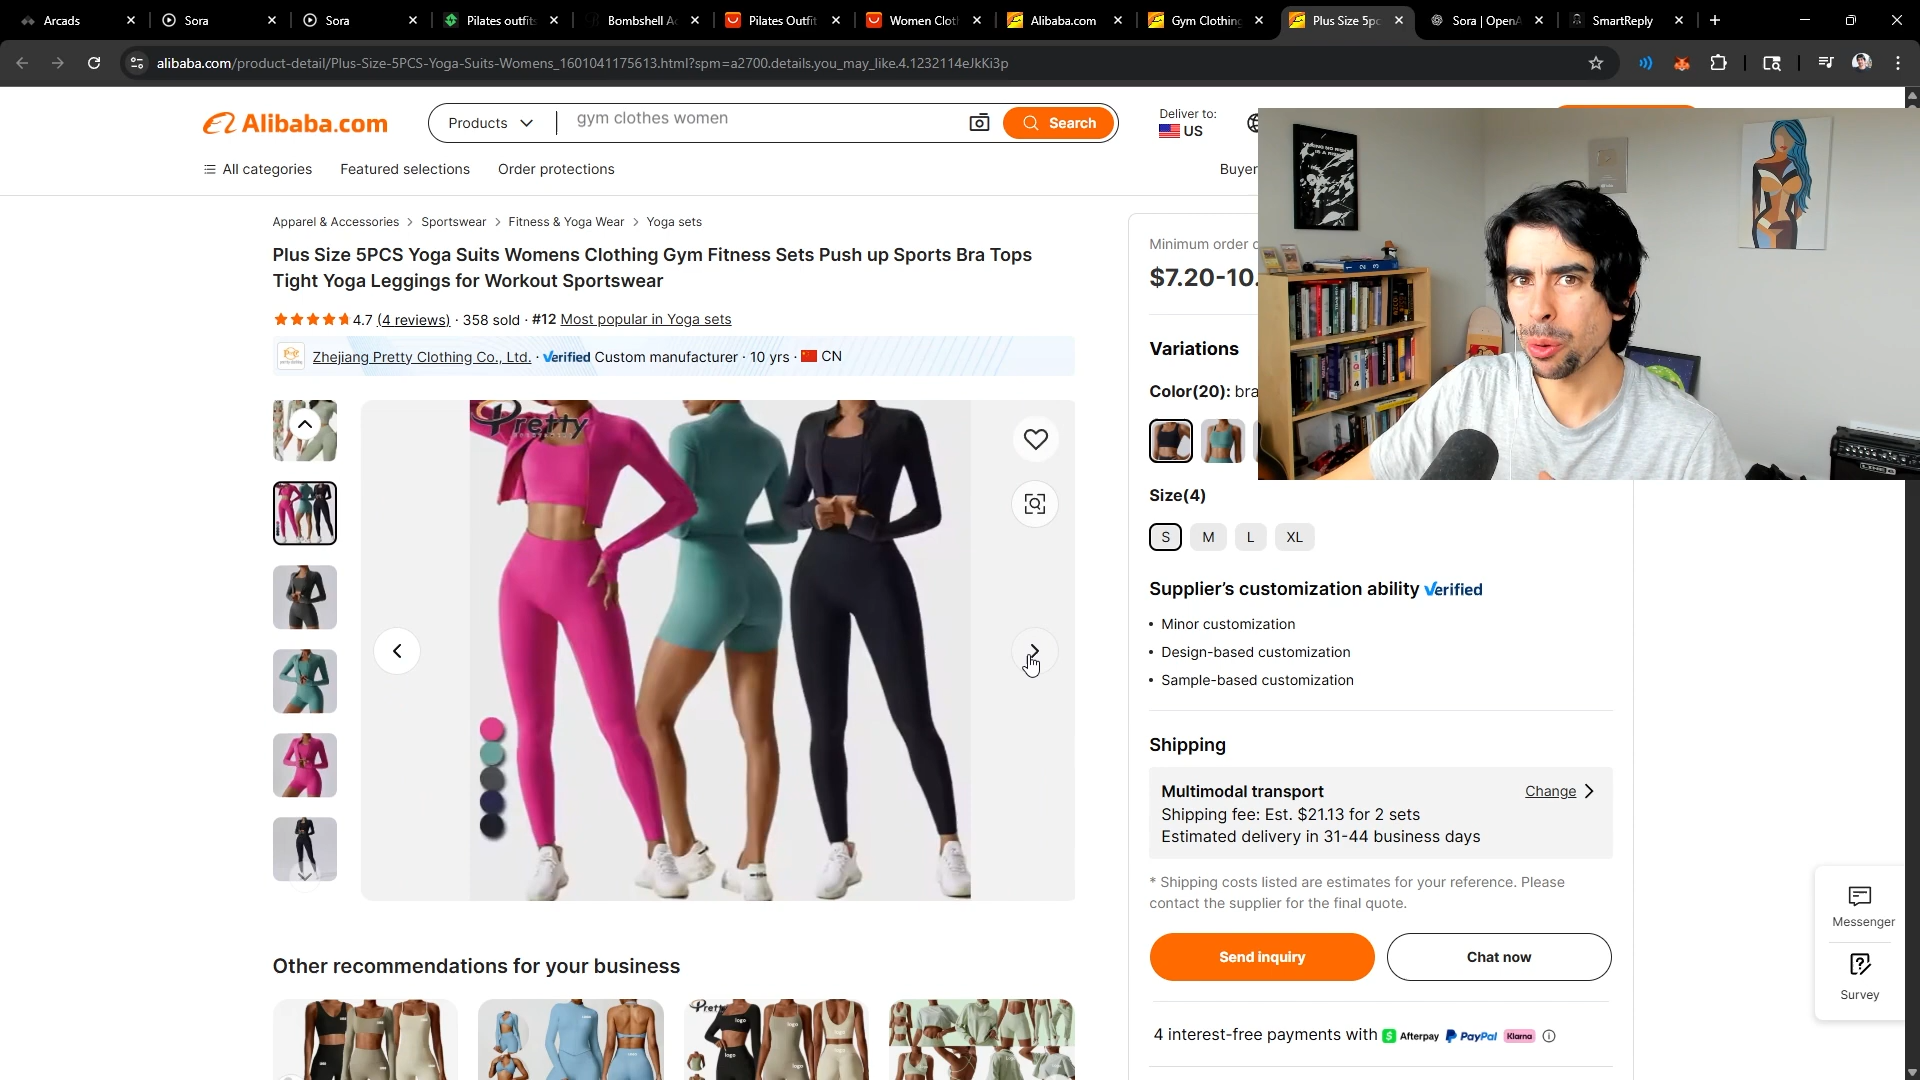 Arcads
Sora
Sora
Pilates outfits
Bombshell A
Pilates Outfit
Women Clot
Alibaba.com
Gym Clothing
Plus Size 5pc
Sora | OpenA
SmartReply
alibaba.com/product-detail/Plus-Size-5PCS-Yoga-Suits-Womens_1601041175613.html?spm=a2700.details.you_may_like.4.1232114eJkKi3p
Alibaba.com
Products
gym clothes women
Search
Deliver to:
US
All categories
Featured selections
Order protections
Buyer
Apparel & Accessories > Sportswear > Fitness & Yoga Wear > Yoga sets
Plus Size 5PCS Yoga Suits Womens Clothing Gym Fitness Sets Push up Sports Bra Tops
Tight Yoga Leggings for Workout Sportswear
4.7 (4 reviews) · 358 sold · #12 Most popular in Yoga sets
Zhejiang Pretty Clothing Co., Ltd. · Verified Custom manufacturer · 10 yrs · CN
Pretty
Minimum order
$7.20-10.
Variations
Color(20): bra
Size(4)
S
M
L
XL
Supplier's customization ability Verified
• Minor customization
• Design-based customization
• Sample-based customization
Shipping
Multimodal transport
Change
Shipping fee: Est. $21.13 for 2 sets
Estimated delivery in 31-44 business days
* Shipping costs listed are estimates for your reference. Please
contact the supplier for the final quote.
Send inquiry
Chat now
4 interest-free payments with Afterpay PayPal Klarna
Messenger
Survey
Other recommendations for your business
Pretty
logo
logo
logo
logo